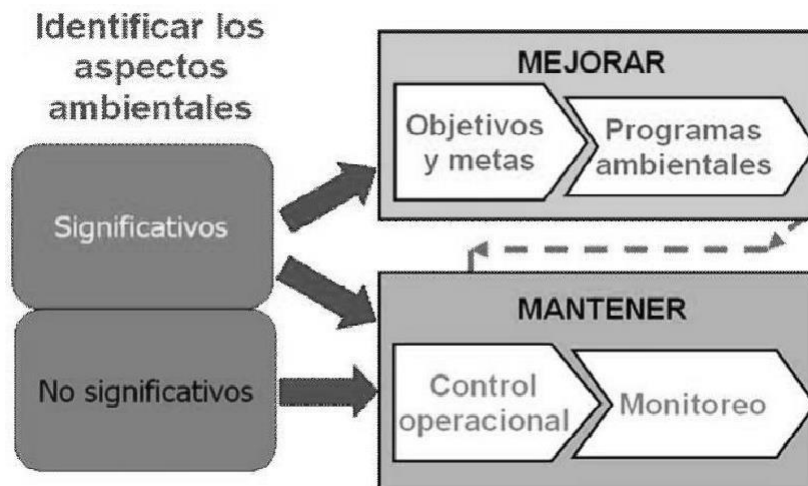 Identificar los
aspectos
ambientales
Significativos
No significativos
MEJORAR
Objetivos
y metas
Programas
ambientales
MANTENER
Control
operacional
Monitoreo